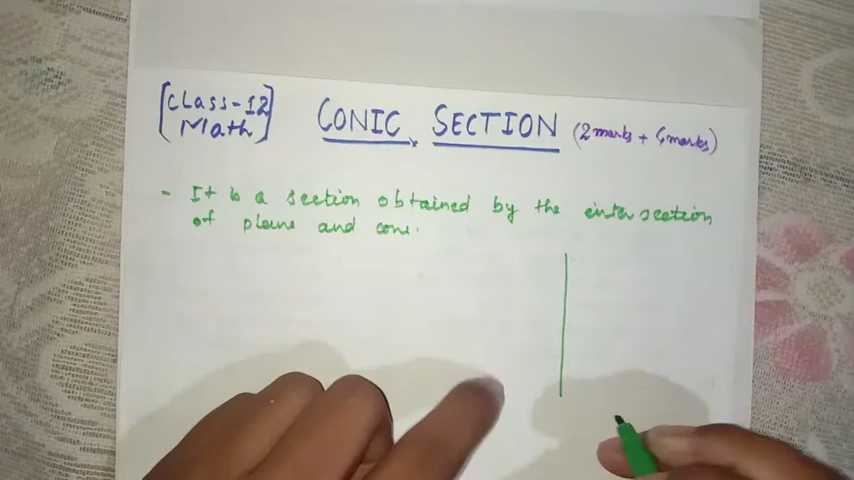 [Class-12 Math]
CONIC SECTION (2 marks + 4 marks)
- It is a section obtained by the intersection
of plane and cone.